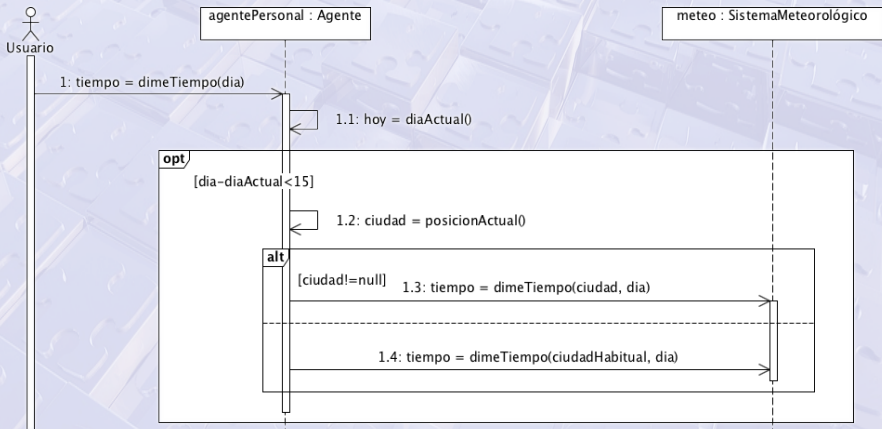 agentePersonal : Agente
meteo : SistemaMeteorológico
Usuario
1: tiempo = dimeTiempo(dia)
1.1: hoy = diaActual()
opt
[dia-diaActual<15]
1.2: ciudad = posicionActual()
alt
[ciudad!=null]
1.3: tiempo = dimeTiempo(ciudad, dia)
1.4: tiempo = dimeTiempo(ciudadHabitual, dia)